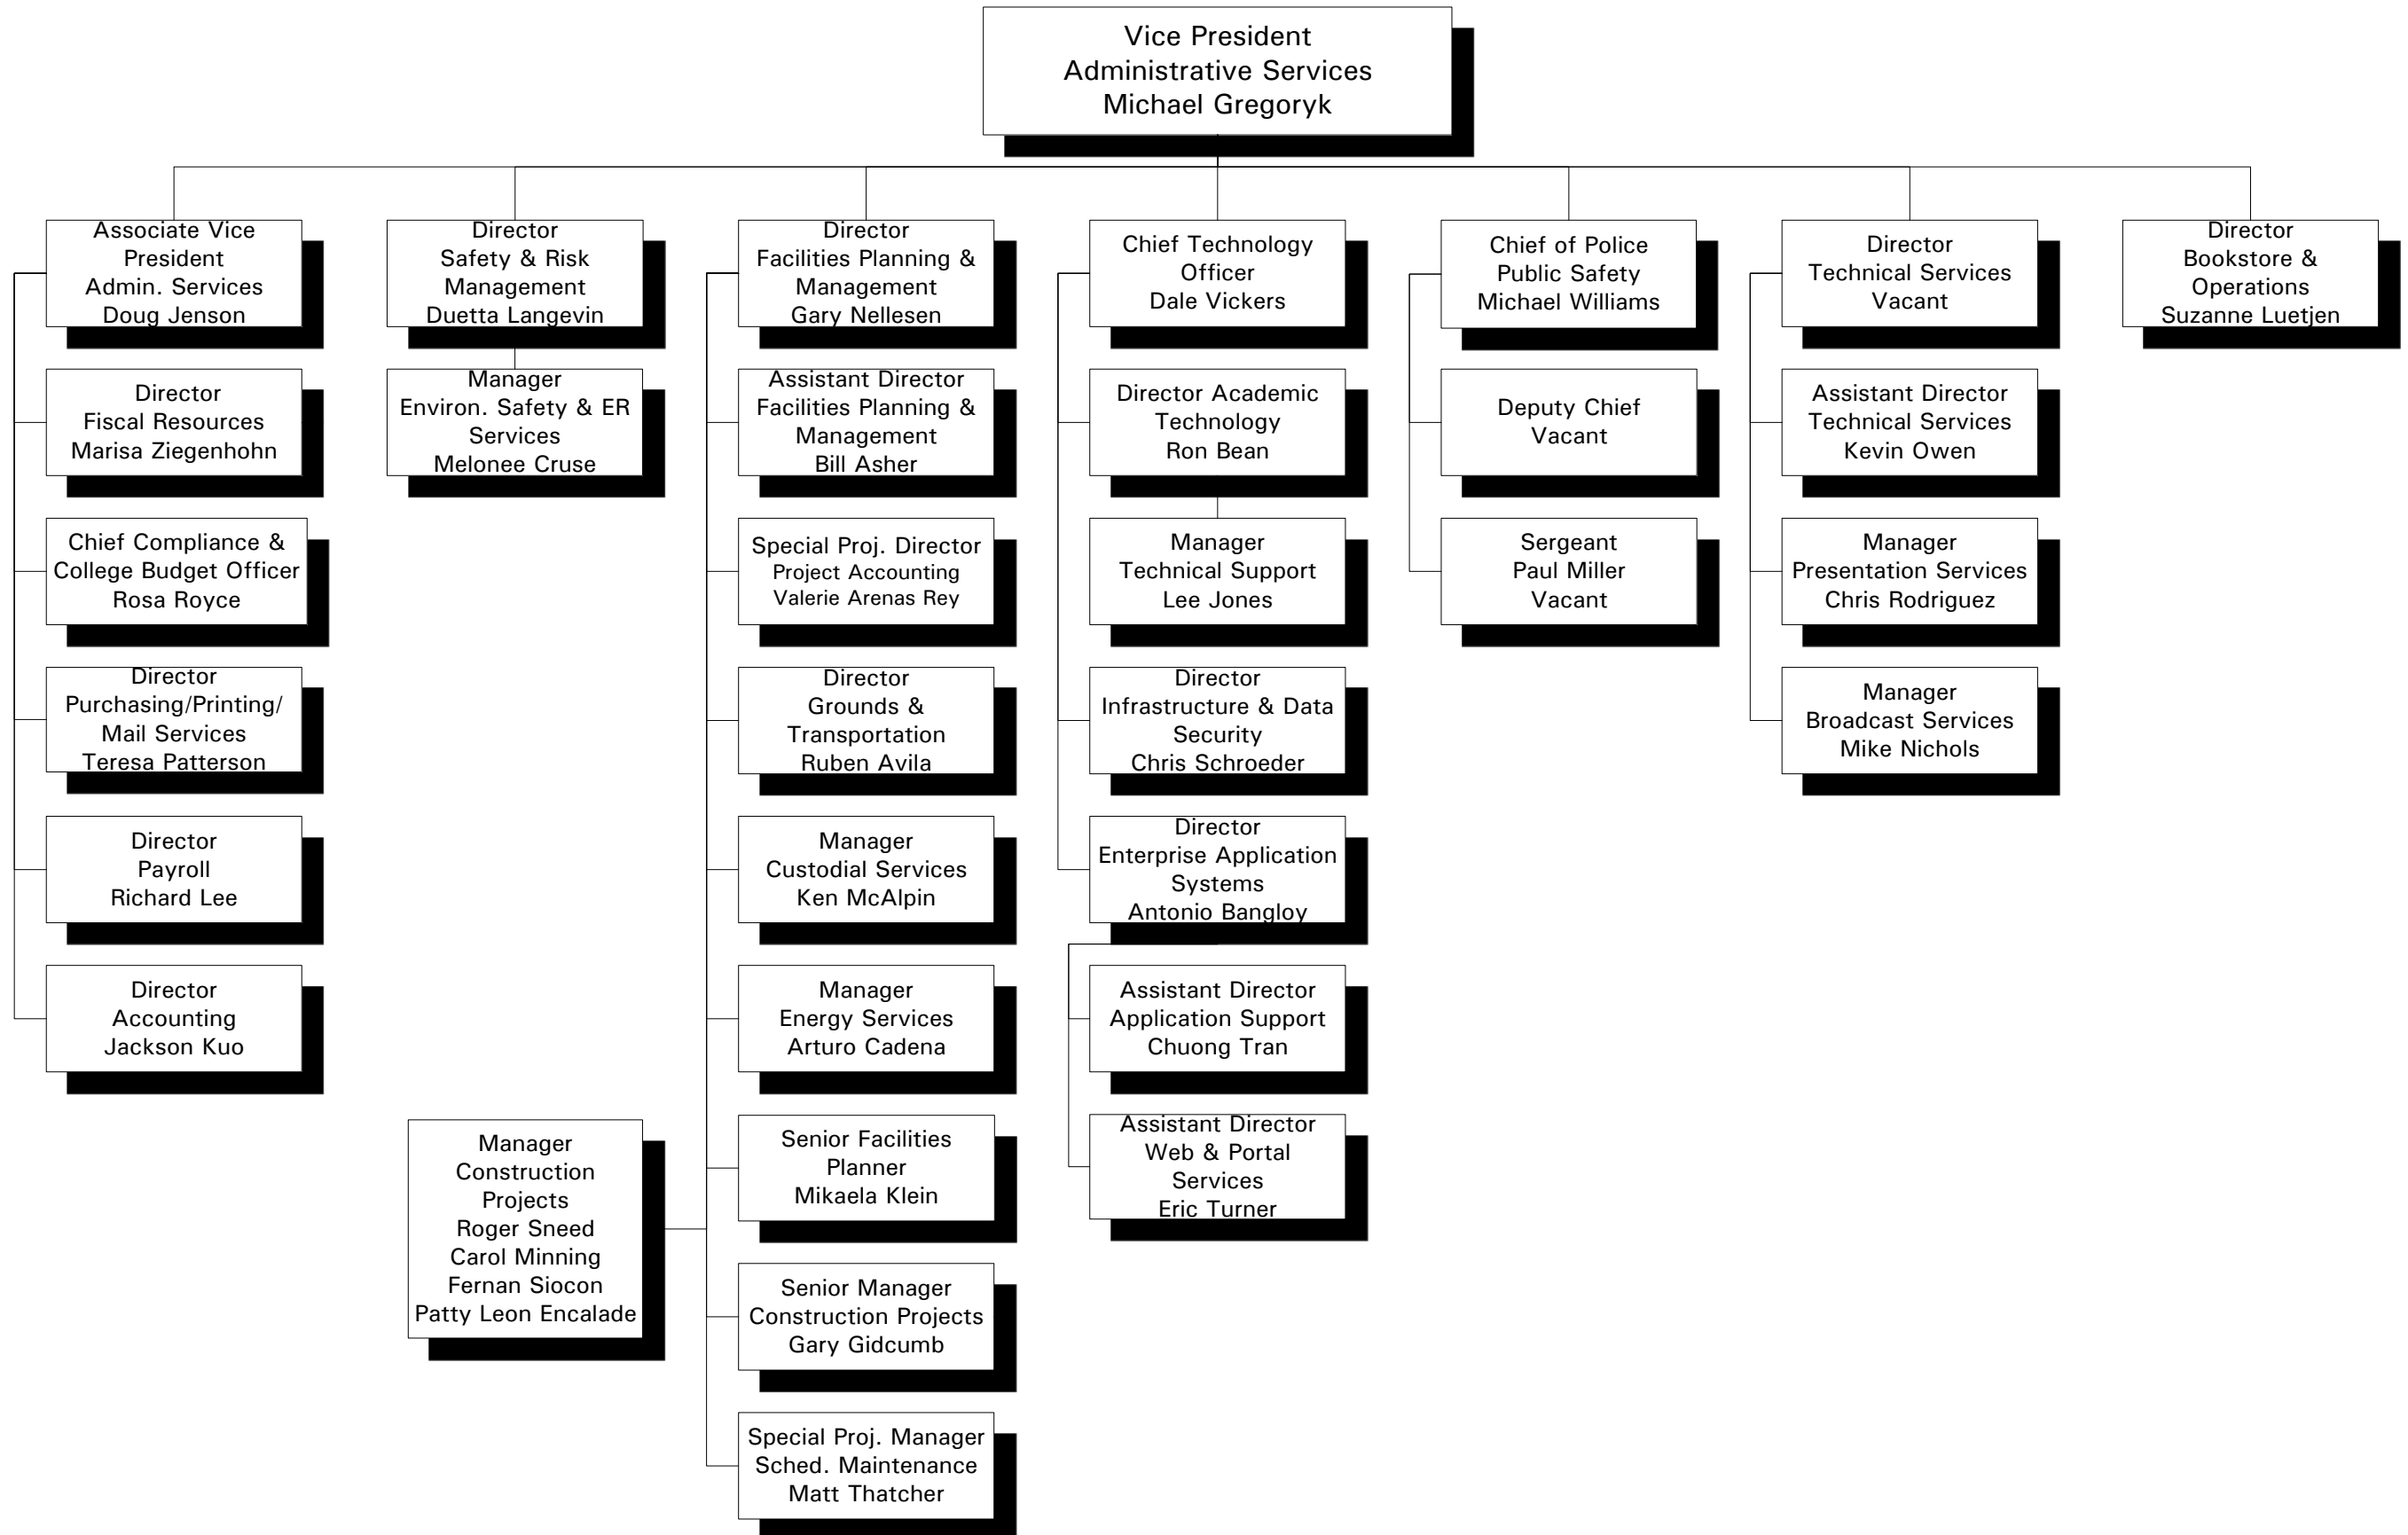 Vice President
Administrative Services
Michael Gregoryk
Associate Vice
President
Admin. Services
Doug Jenson
Director
Safety & Risk
Management
Duetta Langevin
Director
Facilities Planning &
Management
Gary Nellesen
Chief Technology
Officer
Dale Vickers
Chief of Police
Public Safety
Michael Williams
Director
Technical Services
Vacant
Director
Bookstore &
Operations
Suzanne Luetjen
Director
Fiscal Resources
Marisa Ziegenhohn
Manager
Environ. Safety & ER
Services
Melonee Cruse
Assistant Director
Facilities Planning &
Management
Bill Asher
Director Academic
Technology
Ron Bean
Deputy Chief
Vacant
Assistant Director
Technical Services
Kevin Owen
Chief Compliance &
College Budget Officer
Rosa Royce
Special Proj. Director
Project Accounting
Valerie Arenas Rey
Manager
Technical Support
Lee Jones
Sergeant
Paul Miller
Vacant
Manager
Presentation Services
Chris Rodriguez
Director
Purchasing/Printing/
Mail Services
Teresa Patterson
Director
Grounds &
Transportation
Ruben Avila
Director
Infrastructure & Data
Security
Chris Schroeder
Manager
Broadcast Services
Mike Nichols
Director
Payroll
Richard Lee
Manager
Custodial Services
Ken McAlpin
Director
Enterprise Application
Systems
Antonio Bangloy
Director
Accounting
Jackson Kuo
Manager
Energy Services
Arturo Cadena
Assistant Director
Application Support
Chuong Tran
Manager
Construction
Projects
Roger Sneed
Carol Minning
Fernan Siocon
Patty Leon Encalade
Senior Facilities
Planner
Mikaela Klein
Assistant Director
Web & Portal
Services
Eric Turner
Senior Manager
Construction Projects
Gary Gidcumb
Special Proj. Manager
Sched. Maintenance
Matt Thatcher